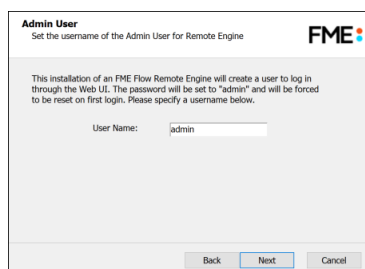 Admin User
Set the username of the Admin User for Remote Engine
FME
This installation of an FME Flow Remote Engine will create a user to log in
through the Web UI. The password will be set to "admin" and will be forced
to be reset on first login. Please specify a username below.
User Name: admin
Back Next Cancel